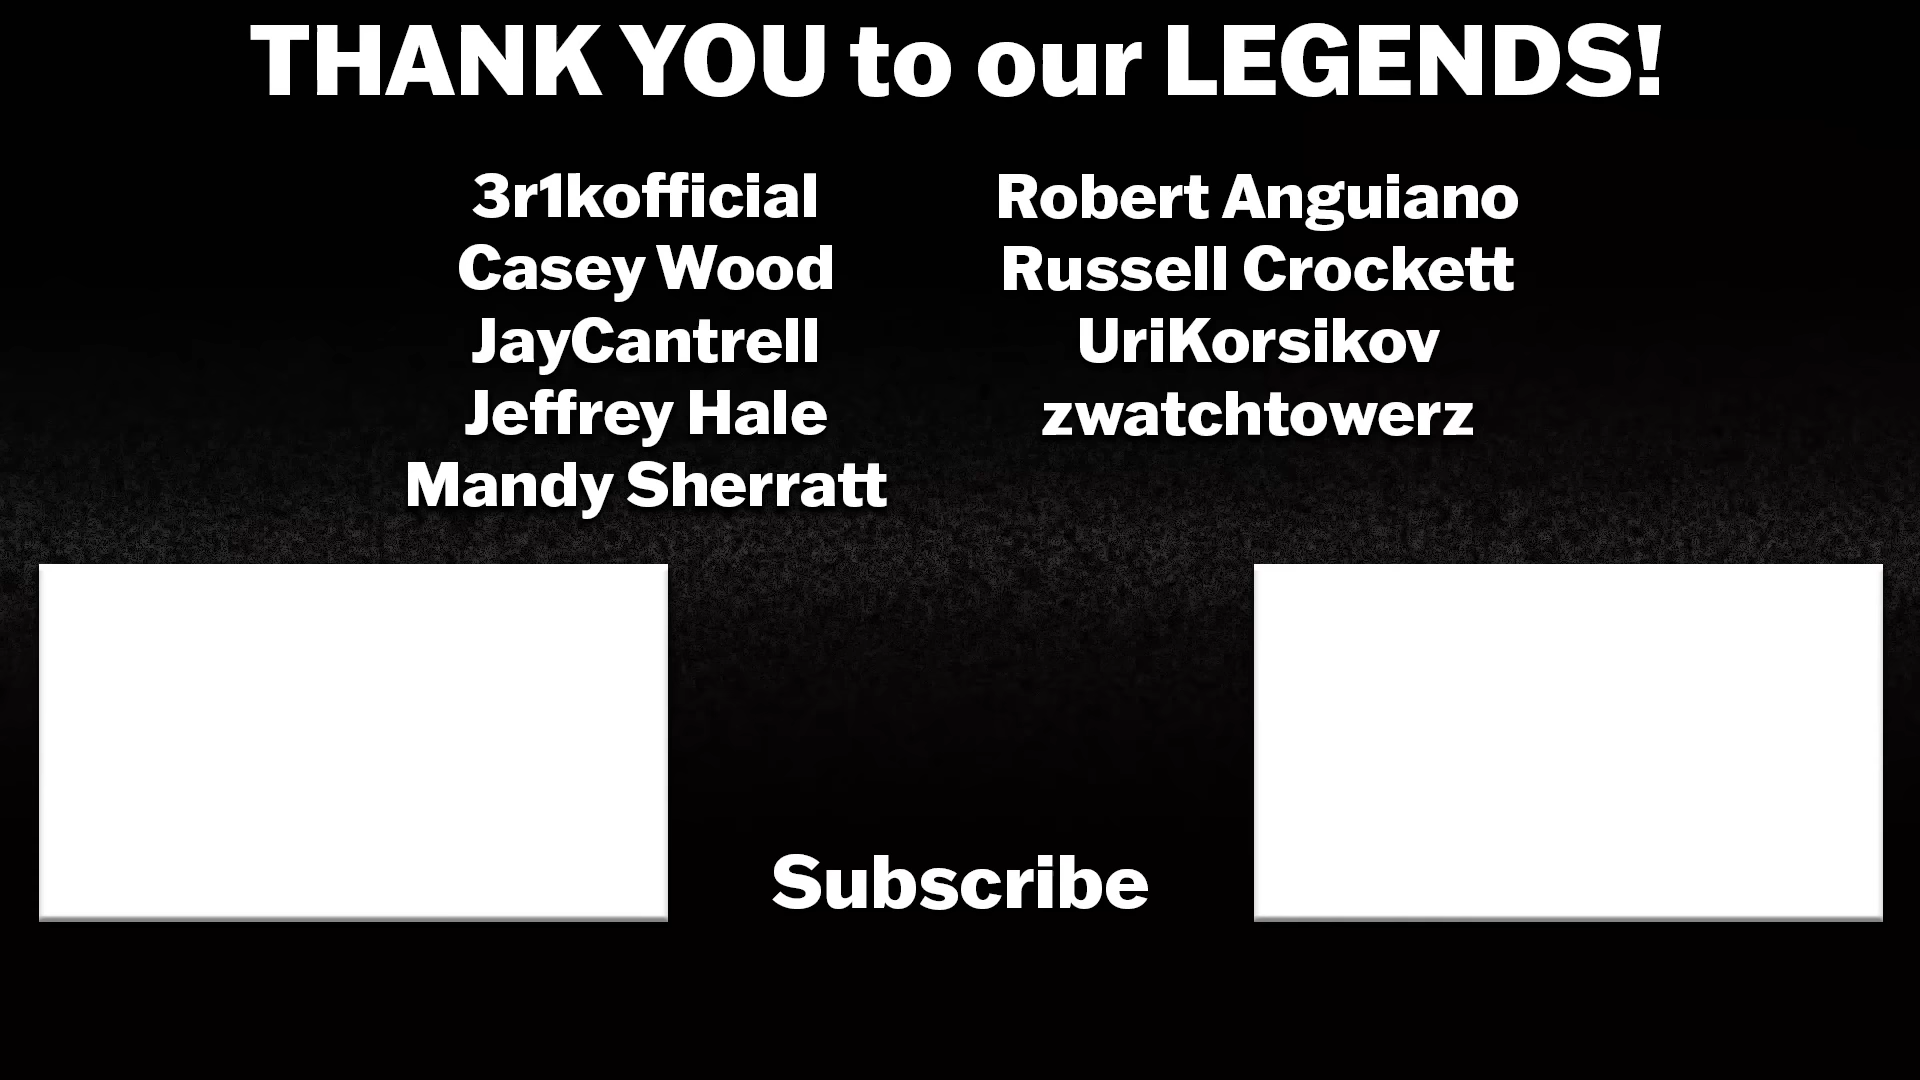 THANK YOU to our LEGENDS!
3r1kofficial
Casey Wood
JayCantrell
Jeffrey Hale
Mandy Sherratt
Robert Anguiano
Russell Crockett
UriKorsikov
zwatchtowerz
Subscribe